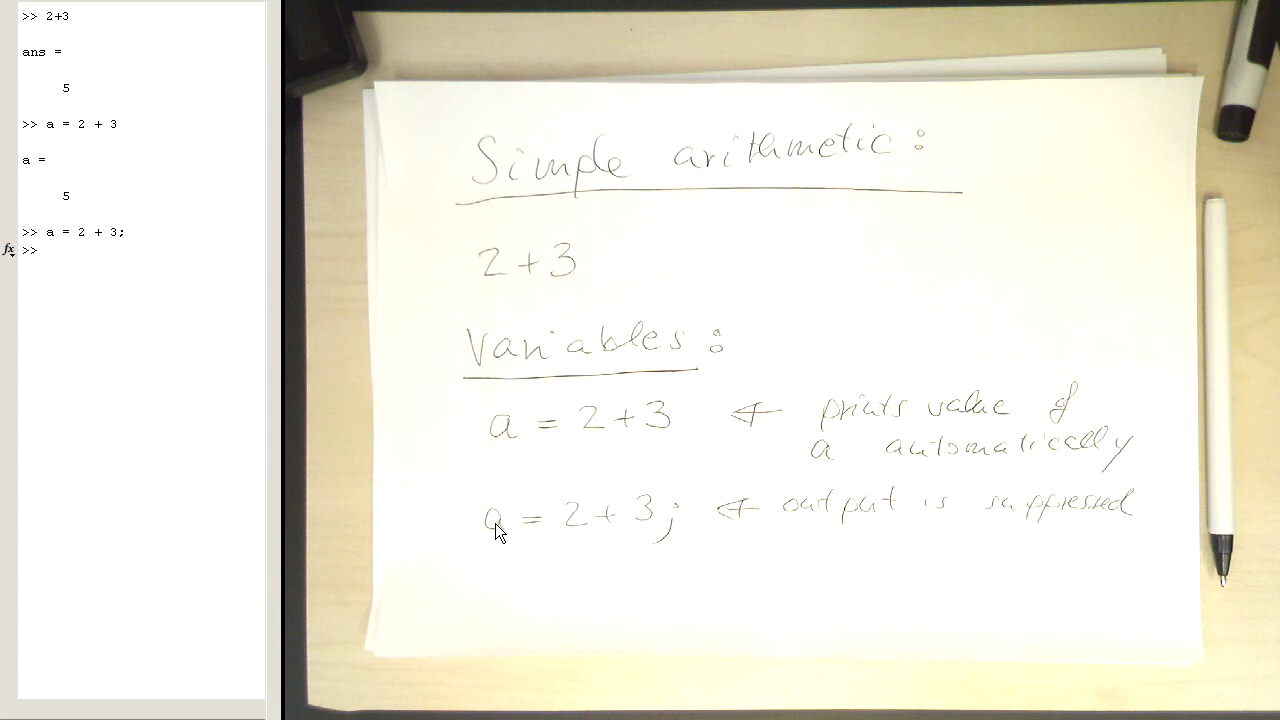 >> 2+3
ans =
5
>> a = 2 + 3
a =
5
>> a = 2 + 3;
fx >>
Simple arithmetic:
2+3
Variables:
a = 2+3 ← prints value of
a automatically
a = 2+3; ← output is suppressed